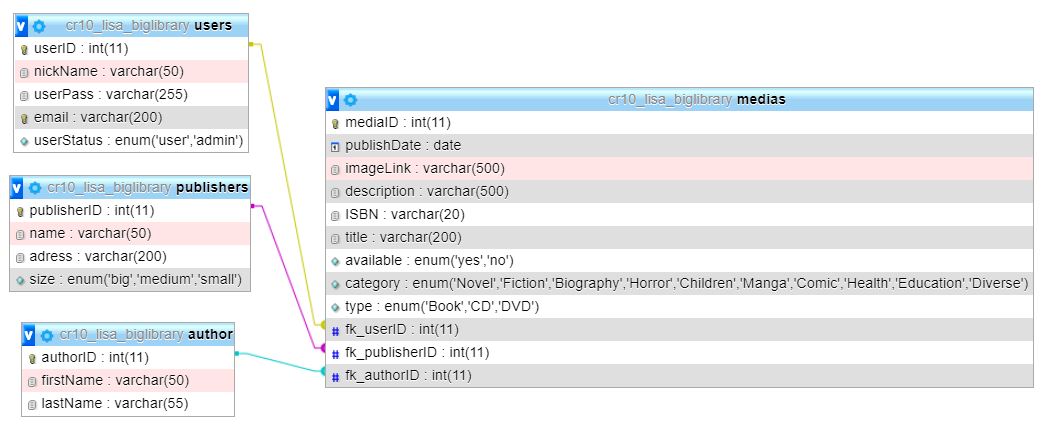 cr10_lisa_biglibrary users
userID : int(11)
nickName : varchar(50)
userPass : varchar(255)
email : varchar(200)
userStatus : enum('user','admin')
cr10_lisa_biglibrary publishers
publisherID : int(11)
name : varchar(50)
adress : varchar(200)
size : enum('big','medium','small')
cr10_lisa_biglibrary author
authorID : int(11)
firstName : varchar(50)
lastName : varchar(55)
cr10_lisa_biglibrary medias
mediaID : int(11)
publishDate : date
imageLink : varchar(500)
description : varchar(500)
ISBN : varchar(20)
title : varchar(200)
available : enum('yes','no')
category : enum('Novel','Fiction','Biography','Horror','Children','Manga','Comic','Health','Education','Diverse')
type : enum('Book','CD','DVD')
fk_userID : int(11)
fk_publisherID : int(11)
fk_authorID : int(11)